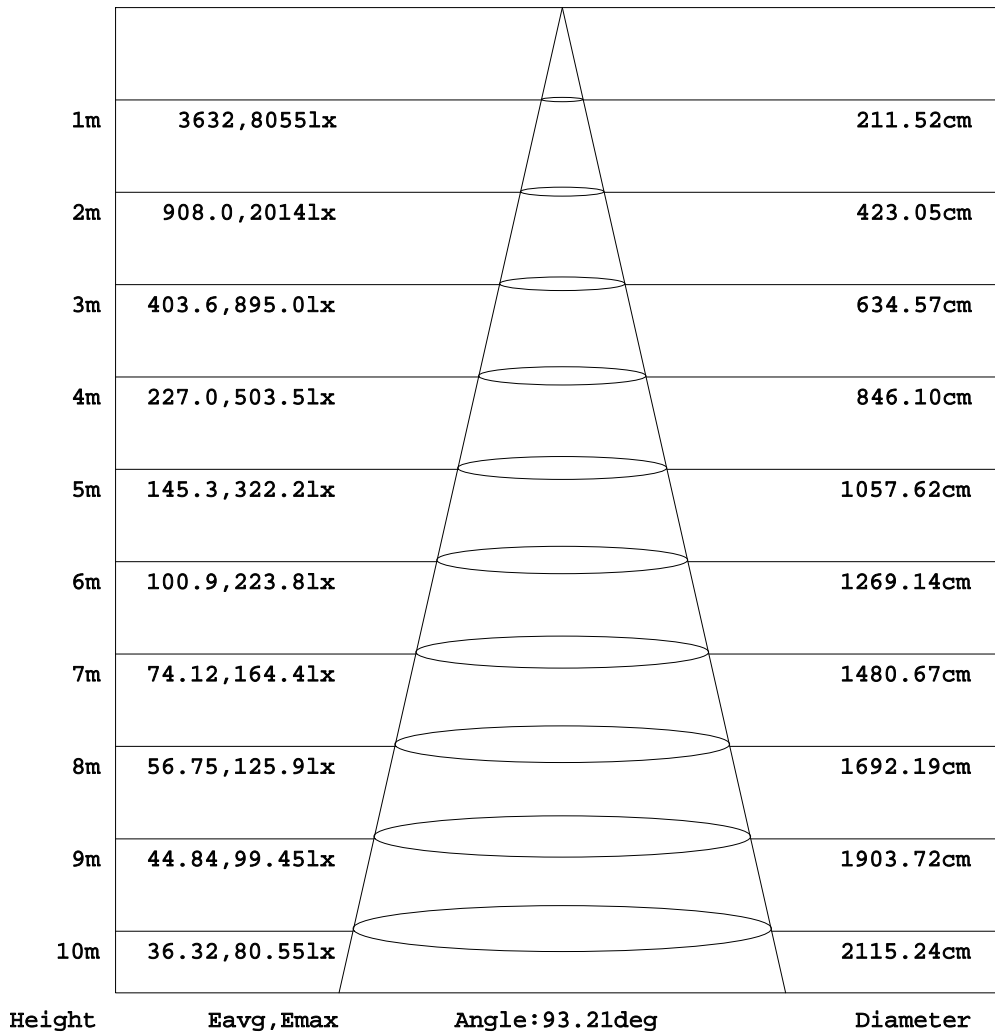 1m 3632,8055lx 211.52cm
2m 908.0,2014lx 423.05cm
3m 403.6,895.0lx 634.57cm
4m 227.0,503.5lx 846.10cm
5m 145.3,322.2lx 1057.62cm
6m 100.9,223.8lx 1269.14cm
7m 74.12,164.4lx 1480.67cm
8m 56.75,125.9lx 1692.19cm
9m 44.84,99.45lx 1903.72cm
10m 36.32,80.55lx 2115.24cm
Height Eavg,Emax Angle:93.21deg Diameter